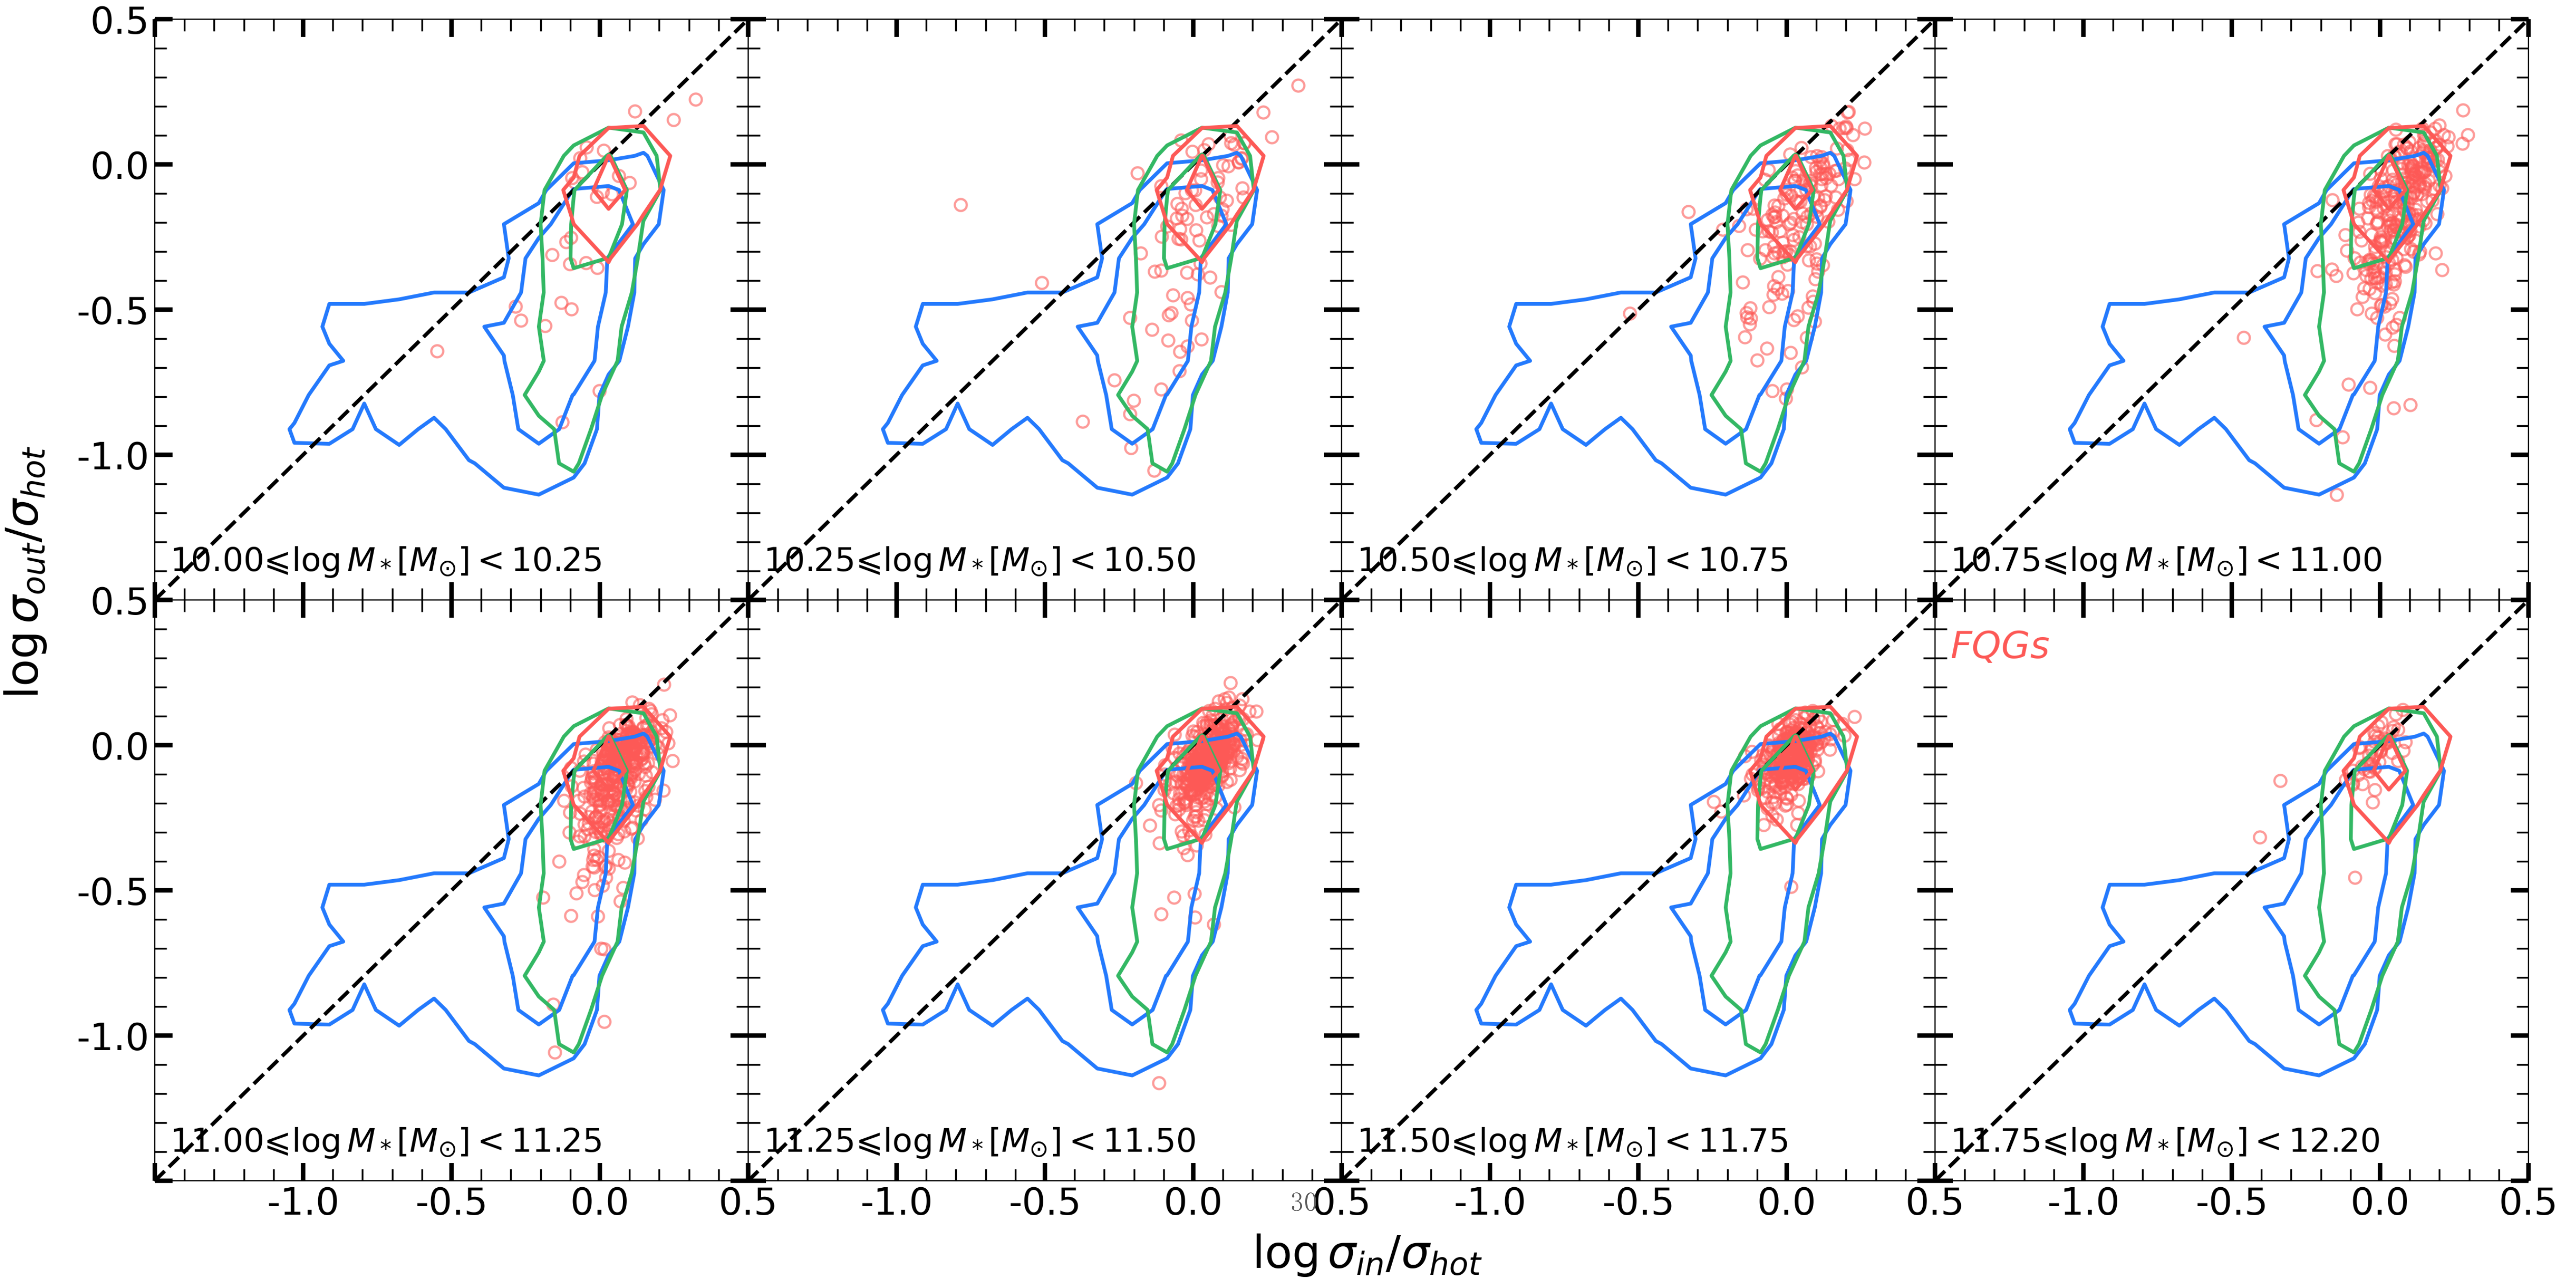 0.5
0.0
-0.5
-1.0
10.00⩽log M*[M⊙] < 10.25
10.25⩽log M*[M⊙] < 10.50
10.50⩽log M*[M⊙] < 10.75
10.75⩽log M*[M⊙] < 11.00
log σout/σhot
0.5
0.0
-0.5
-1.0
FQGs
11.00⩽log M*[M⊙] < 11.25
11.25⩽log M*[M⊙] < 11.50
11.50⩽log M*[M⊙] < 11.75
11.75⩽log M*[M⊙] < 12.20
-1.0 -0.5 0.0 0.5 -1.0 -0.5 0.0 30 0.5 -1.0 -0.5 0.0 0.5 -1.0 -0.5 0.0 0.5
log σin/σhot